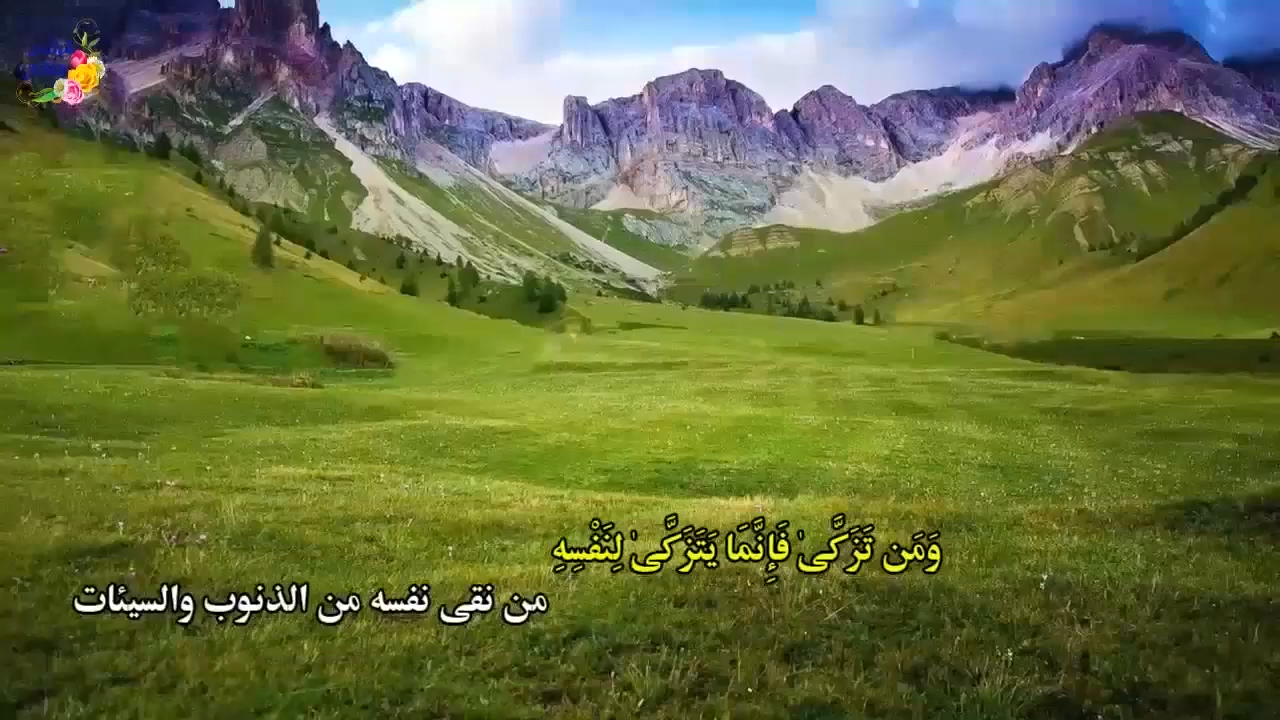 وَمَن تَزَكَّىٰ فَإِنَّمَا يَتَزَكَّىٰ لِنَفْسِهِ
من نقى نفسه من الذنوب والسيئات